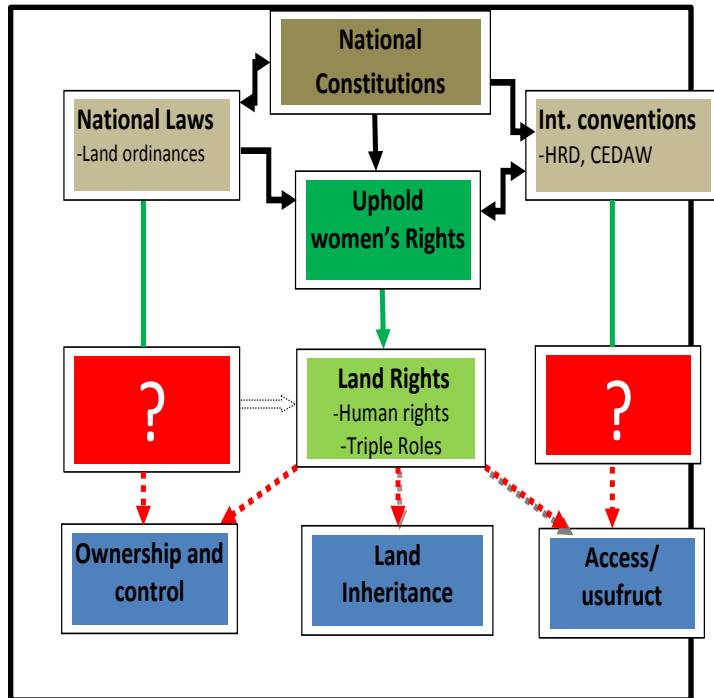 National
Constitutions
National Laws
-Land ordinances
Int. conventions
-HRD, CEDAW
Uphold
women’s Rights
?
Land Rights
-Human rights
-Triple Roles
?
Ownership and
control
Land
Inheritance
Access/
usufruct